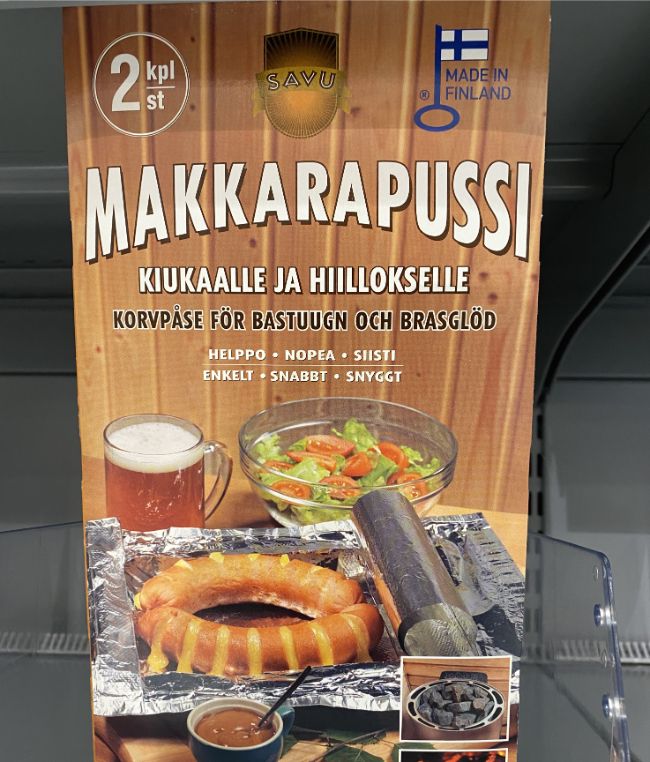 2 kpl
st
SAVU
® MADE IN
FINLAND
MAKKARAPUSSI
KIUKAALLE JA HIILLOKSELLE
KORVPÅSE FÖR BASTUUGN OCH BRASGLÖD
HELPPO • NOPEA • SIISTI
ENKELT • SNABBT • SNYGGT